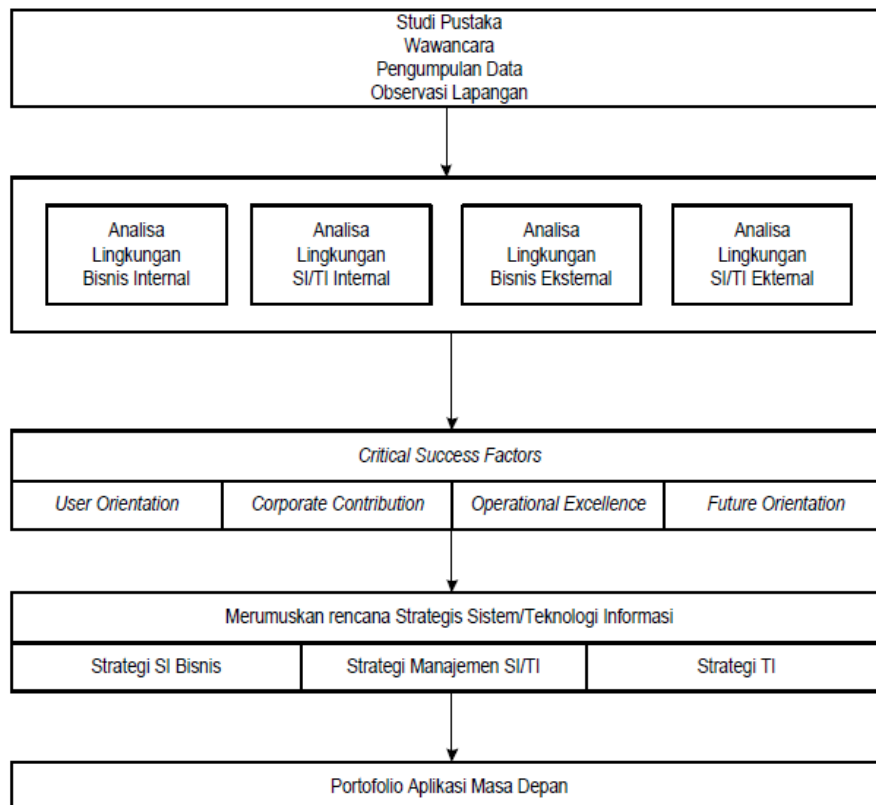 Studi Pustaka
Wawancara
Pengumpulan Data
Observasi Lapangan
Analisa
Lingkungan
Bisnis Internal
Analisa
Lingkungan
SI/TI Internal
Analisa
Lingkungan
Bisnis Eksternal
Analisa
Lingkungan
SI/TI Ekternal
Critical Success Factors
User Orientation
Corporate Contribution
Operational Excellence
Future Orientation
Merumuskan rencana Strategis Sistem/Teknologi Informasi
Strategi SI Bisnis
Strategi Manajemen SI/TI
Strategi TI
Portofolio Aplikasi Masa Depan